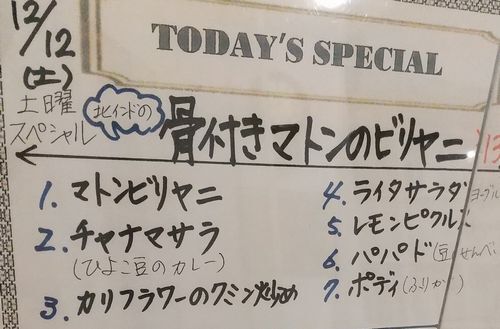 12/12
(土)
土曜
スペシャル
TODAY'S SPECIAL
北インドの
骨付きマトンのビリヤニ
'13
1. マトンビリヤニ
2. チャナマサラ
(ひよこ豆のカレー)
3. カリフラワーのクミン炒め
4. ライタサラダ ヨーグル
5. レモンピクルス
6. パパド(豆 せんべ
7. ポディ(ふりかけ)